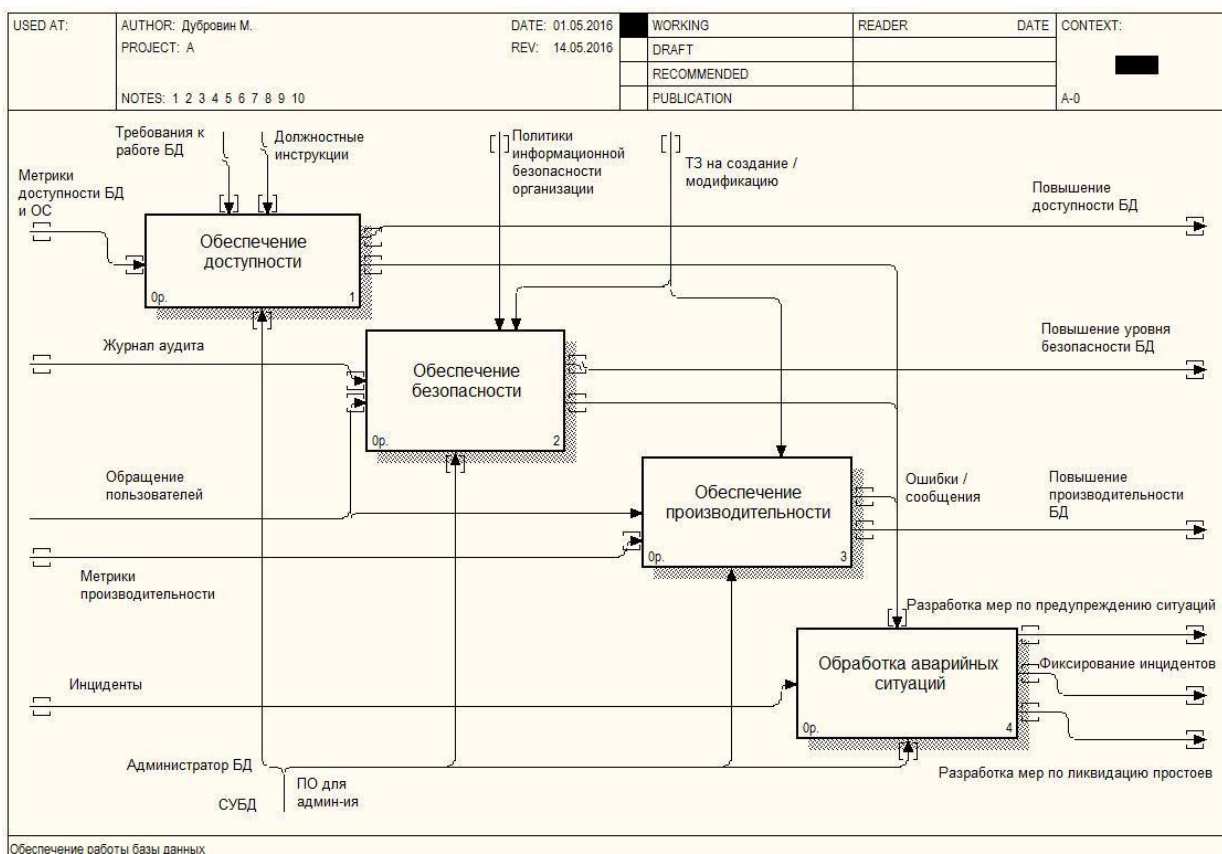 USED AT:
AUTHOR: Дубровин М.
DATE: 01.05.2016
WORKING
READER
DATE
CONTEXT:
PROJECT: A
REV: 14.05.2016
DRAFT
RECOMMENDED
NOTES: 1 2 3 4 5 6 7 8 9 10
PUBLICATION
A-0
Требования к
работе БД
Должностные
инструкции
Политики
информационной
безопасности
организации
ТЗ на создание /
модификацию
Метрики
доступности БД
и ОС
Повышение
доступности БД
Обеспечение
доступности
0р.
1
Журнал аудита
Повышение уровня
безопасности БД
Обеспечение
безопасности
0р.
2
Обращение
пользователей
Обеспечение
производительности
0р.
3
Ошибки /
сообщения
Повышение
производительности
БД
Метрики
производительности
Разработка мер по предупреждению ситуаций
Обработка аварийных
ситуаций
0р.
4
Фиксирование инцидентов
Инциденты
Разработка мер по ликвидацию простоев
Администратор БД
СУБД
ПО для
админ-ия
Обеспечение работы базы данных